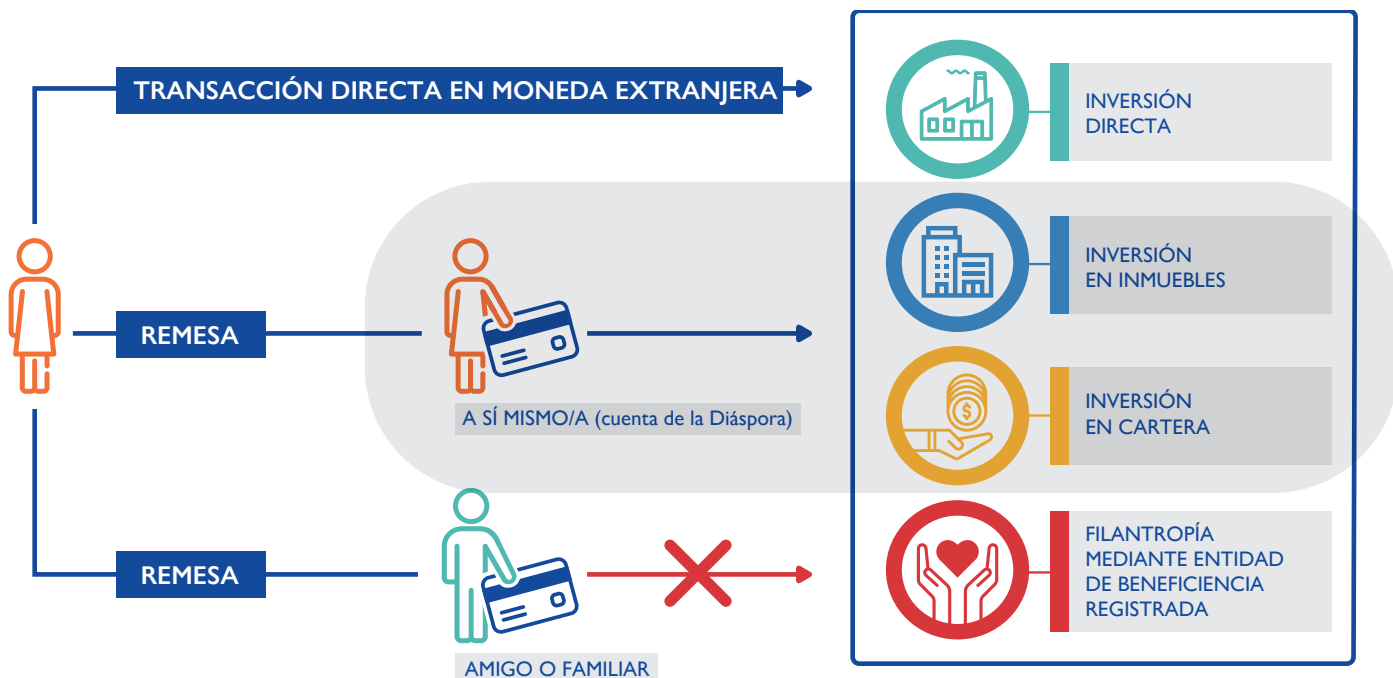 TRANSACCIÓN DIRECTA EN MONEDA EXTRANJERA
INVERSIÓN
DIRECTA
REMESA
A SÍ MISMO/A (cuenta de la Diáspora)
INVERSIÓN
EN INMUEBLES
$
INVERSIÓN
EN CARTERA
REMESA
AMIGO O FAMILIAR
FILANTROPÍA
MEDIANTE ENTIDAD
DE BENEFICIENCIA
REGISTRADA